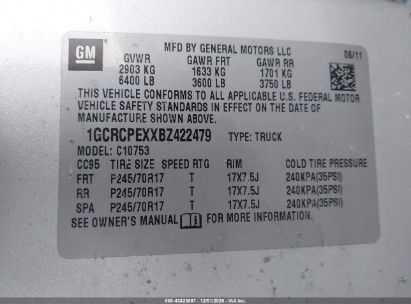 GM
MFD BY GENERAL MOTORS LLC
GVWR GAWR FRT GAWR RR 06/11
2903 KG 1633 KG 1701 KG
6400 LB 3600 LB 3750 LB
THIS VEHICLE CONFORMS TO ALL APPLICABLE U.S. FEDERAL MOTOR
VEHICLE SAFETY STANDARDS IN EFFECT ON THE DATE OF
MANUFACTURE SHOWN ABOVE.
1GCRCPEXXBZ422479 TYPE: TRUCK
MODEL: C10753
CC95 TIRE SIZE SPEED RTG RIM COLD TIRE PRESSURE
FRT P245/70R17 T 17X7.5J 240KPA(35PSI)
RR P245/70R17 T 17X7.5J 240KPA(35PSI)
SPA P245/70R17 T 17X7.5J 240KPA(35PSI)
SEE OWNER'S MANUAL FOR MORE INFORMATION.